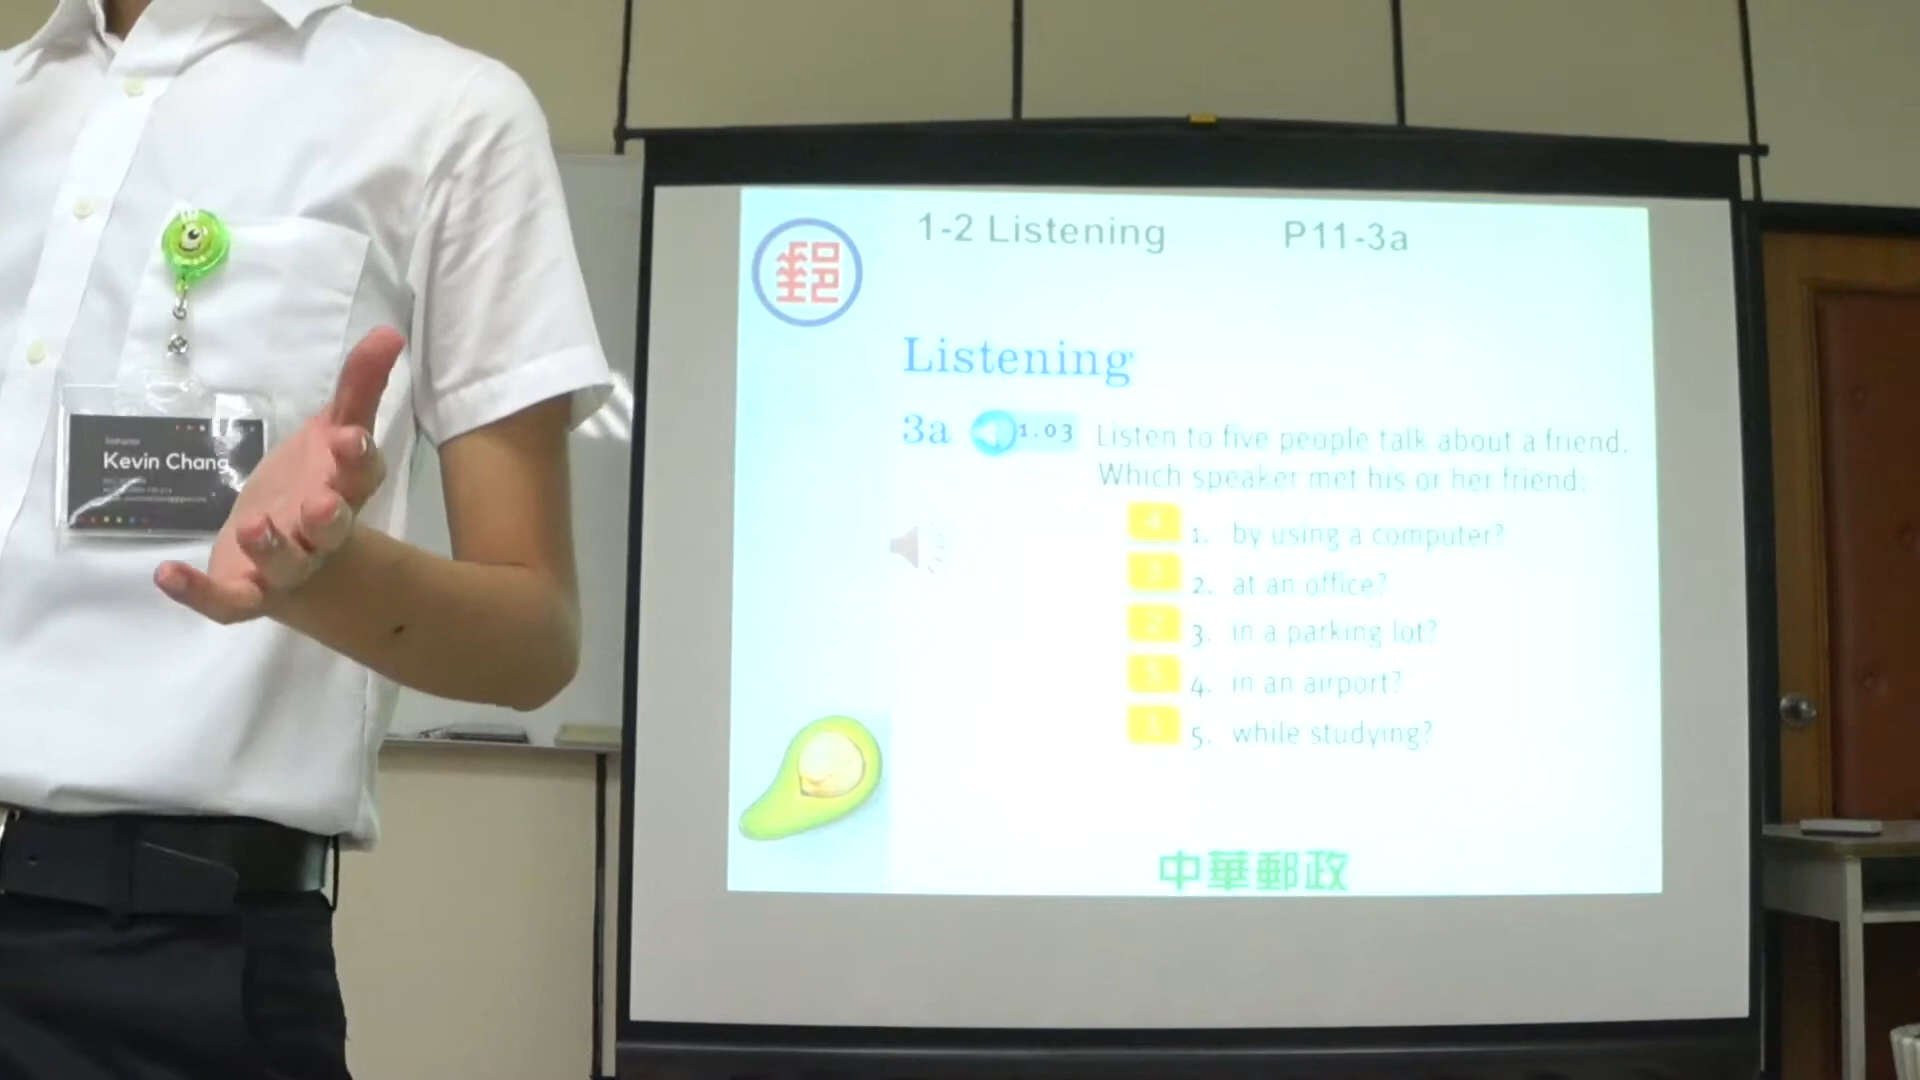 Kevin Chang
1-2 Listening P11-3a
郵
Listening
3a 1.03 Listen to five people talk about a friend.
Which speaker met his or her friend:
4 1. by using a computer?
3 2. at an office?
2 3. in a parking lot?
5 4. in an airport?
1 5. while studying?
中華郵政